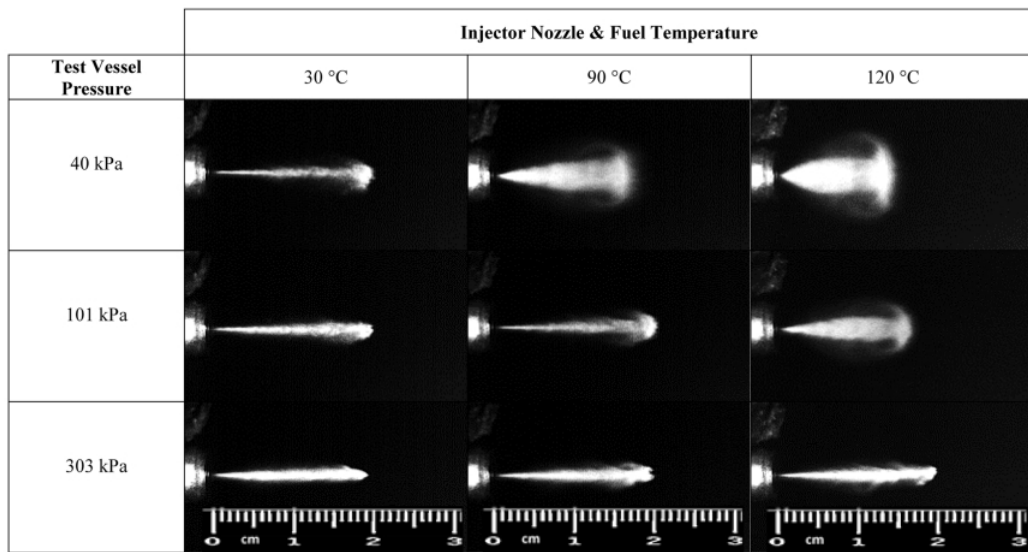 Injector Nozzle & Fuel Temperature
Test Vessel
Pressure
30 °C
90 °C
120 °C
40 kPa
101 kPa
303 kPa
0 cm 1 2 3
0 cm 1 2 3
0 cm 1 2 3